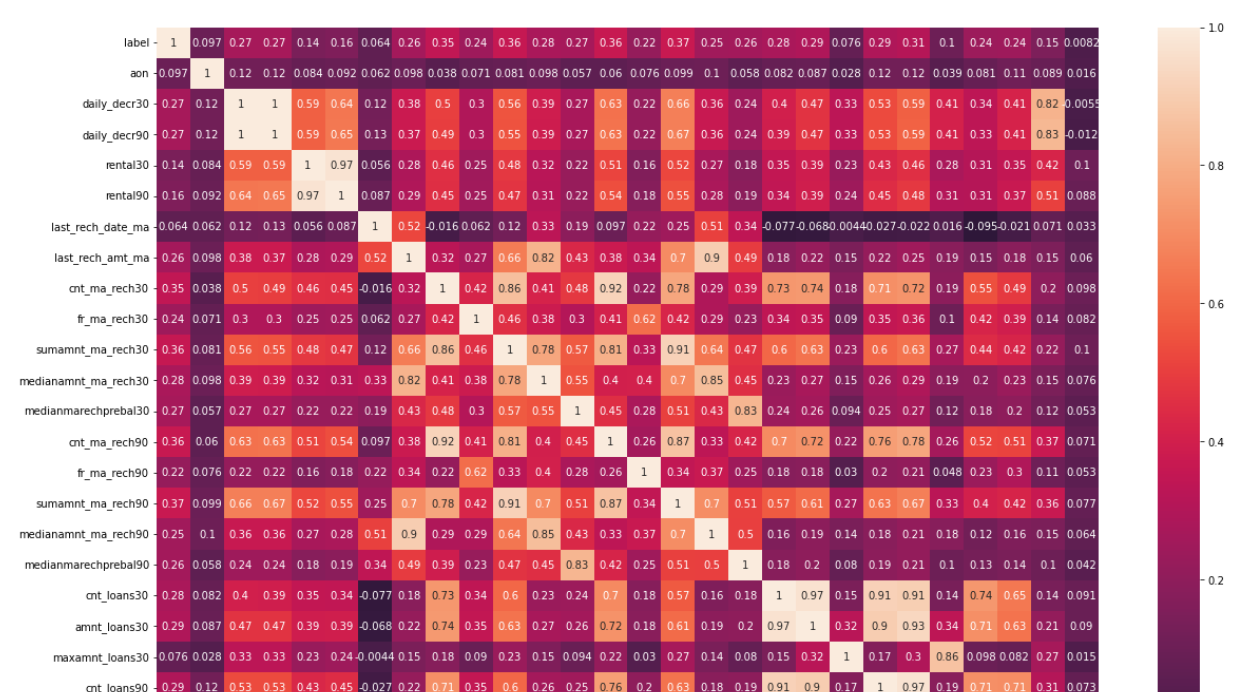 label 1 0.097 0.27 0.27 0.14 0.16 0.064 0.26 0.35 0.24 0.36 0.28 0.27 0.36 0.22 0.37 0.25 0.26 0.28 0.29 0.076 0.29 0.31 0.1 0.24 0.24 0.15 0.0082
1.0
aon 0.097 1 0.12 0.12 0.084 0.092 0.062 0.098 0.038 0.071 0.081 0.098 0.057 0.06 0.076 0.099 0.1 0.058 0.082 0.087 0.028 0.12 0.12 0.039 0.081 0.11 0.089 0.016
daily_decr30 0.27 0.12 1 1 0.59 0.64 0.12 0.38 0.5 0.3 0.56 0.39 0.27 0.63 0.22 0.66 0.36 0.24 0.4 0.47 0.33 0.53 0.59 0.41 0.34 0.41 0.82 -0.0055
daily_decr90 0.27 0.12 1 1 0.59 0.65 0.13 0.37 0.49 0.3 0.55 0.39 0.27 0.63 0.22 0.67 0.36 0.24 0.39 0.47 0.33 0.53 0.59 0.41 0.33 0.41 0.83 -0.012
rental30 0.14 0.084 0.59 0.59 1 0.97 0.056 0.28 0.46 0.25 0.48 0.32 0.22 0.51 0.16 0.52 0.27 0.18 0.35 0.39 0.23 0.43 0.46 0.28 0.31 0.35 0.42 0.1
0.8
rental90 0.16 0.092 0.64 0.65 0.97 1 0.087 0.29 0.45 0.25 0.47 0.31 0.22 0.54 0.18 0.55 0.28 0.19 0.34 0.39 0.24 0.45 0.48 0.31 0.31 0.37 0.51 0.088
last_rech_date_ma 0.064 0.062 0.12 0.13 0.056 0.087 1 0.52 -0.016 0.062 0.12 0.33 0.19 0.097 0.22 0.25 0.51 0.34 -0.077 -0.068 -0.0044 -0.027 -0.022 0.016 -0.095 -0.021 0.071 0.033
last_rech_amt_ma 0.26 0.098 0.38 0.37 0.28 0.29 0.52 1 0.32 0.27 0.66 0.82 0.43 0.38 0.34 0.7 0.9 0.49 0.18 0.22 0.15 0.22 0.25 0.19 0.15 0.18 0.15 0.06
cnt_ma_rech30 0.35 0.038 0.5 0.49 0.46 0.45 -0.016 0.32 1 0.42 0.86 0.41 0.48 0.92 0.22 0.78 0.29 0.39 0.73 0.74 0.18 0.71 0.72 0.19 0.55 0.49 0.2 0.098
0.6
fr_ma_rech30 0.24 0.071 0.3 0.3 0.25 0.25 0.062 0.27 0.42 1 0.46 0.38 0.3 0.41 0.62 0.42 0.29 0.23 0.34 0.35 0.09 0.35 0.36 0.1 0.42 0.39 0.14 0.082
sumamnt_ma_rech30 0.36 0.081 0.56 0.55 0.48 0.47 0.12 0.66 0.86 0.46 1 0.78 0.57 0.81 0.33 0.91 0.64 0.47 0.6 0.63 0.23 0.6 0.63 0.27 0.44 0.42 0.22 0.1
medianamnt_ma_rech30 0.28 0.098 0.39 0.39 0.32 0.31 0.33 0.82 0.41 0.38 0.78 1 0.55 0.4 0.4 0.7 0.85 0.45 0.23 0.27 0.15 0.26 0.29 0.19 0.2 0.23 0.15 0.076
medianmarechprebal30 0.27 0.057 0.27 0.27 0.22 0.22 0.19 0.43 0.48 0.3 0.57 0.55 1 0.45 0.28 0.51 0.43 0.83 0.24 0.26 0.094 0.25 0.27 0.12 0.18 0.2 0.12 0.053
cnt_ma_rech90 0.36 0.06 0.63 0.63 0.51 0.54 0.097 0.38 0.92 0.41 0.81 0.4 0.45 1 0.26 0.87 0.33 0.42 0.7 0.72 0.22 0.76 0.78 0.26 0.52 0.51 0.37 0.071
0.4
fr_ma_rech90 0.22 0.076 0.22 0.22 0.16 0.18 0.22 0.34 0.22 0.62 0.33 0.4 0.28 0.26 1 0.34 0.37 0.25 0.18 0.18 0.03 0.2 0.21 0.048 0.23 0.3 0.11 0.053
sumamnt_ma_rech90 0.37 0.099 0.66 0.67 0.52 0.55 0.25 0.7 0.78 0.42 0.91 0.7 0.51 0.87 0.34 1 0.7 0.51 0.57 0.61 0.27 0.63 0.67 0.33 0.4 0.42 0.36 0.077
medianamnt_ma_rech90 0.25 0.1 0.36 0.36 0.27 0.28 0.51 0.9 0.29 0.29 0.64 0.85 0.43 0.33 0.37 0.7 1 0.5 0.16 0.19 0.14 0.18 0.21 0.18 0.12 0.16 0.15 0.064
medianmarechprebal90 0.26 0.058 0.24 0.24 0.18 0.19 0.34 0.49 0.39 0.23 0.47 0.45 0.83 0.42 0.25 0.51 0.5 1 0.18 0.2 0.08 0.19 0.21 0.1 0.13 0.14 0.1 0.042
0.2
cnt_loans30 0.28 0.082 0.4 0.39 0.35 0.34 -0.077 0.18 0.73 0.34 0.6 0.23 0.24 0.7 0.18 0.57 0.16 0.18 1 0.97 0.15 0.91 0.91 0.14 0.74 0.65 0.14 0.091
amnt_loans30 0.29 0.087 0.47 0.47 0.39 0.39 -0.068 0.22 0.74 0.35 0.63 0.27 0.26 0.72 0.18 0.61 0.19 0.2 0.97 1 0.32 0.9 0.93 0.34 0.71 0.63 0.21 0.09
maxamnt_loans30 0.076 0.028 0.33 0.33 0.23 0.24 -0.0044 0.15 0.18 0.09 0.23 0.15 0.094 0.22 0.03 0.27 0.14 0.08 0.15 0.32 1 0.17 0.3 0.86 0.098 0.082 0.27 0.015
cnt_loans90 0.29 0.12 0.53 0.53 0.43 0.45 -0.027 0.22 0.71 0.35 0.6 0.26 0.25 0.76 0.2 0.63 0.18 0.19 0.91 0.9 0.17 1 0.97 0.19 0.71 0.71 0.31 0.073